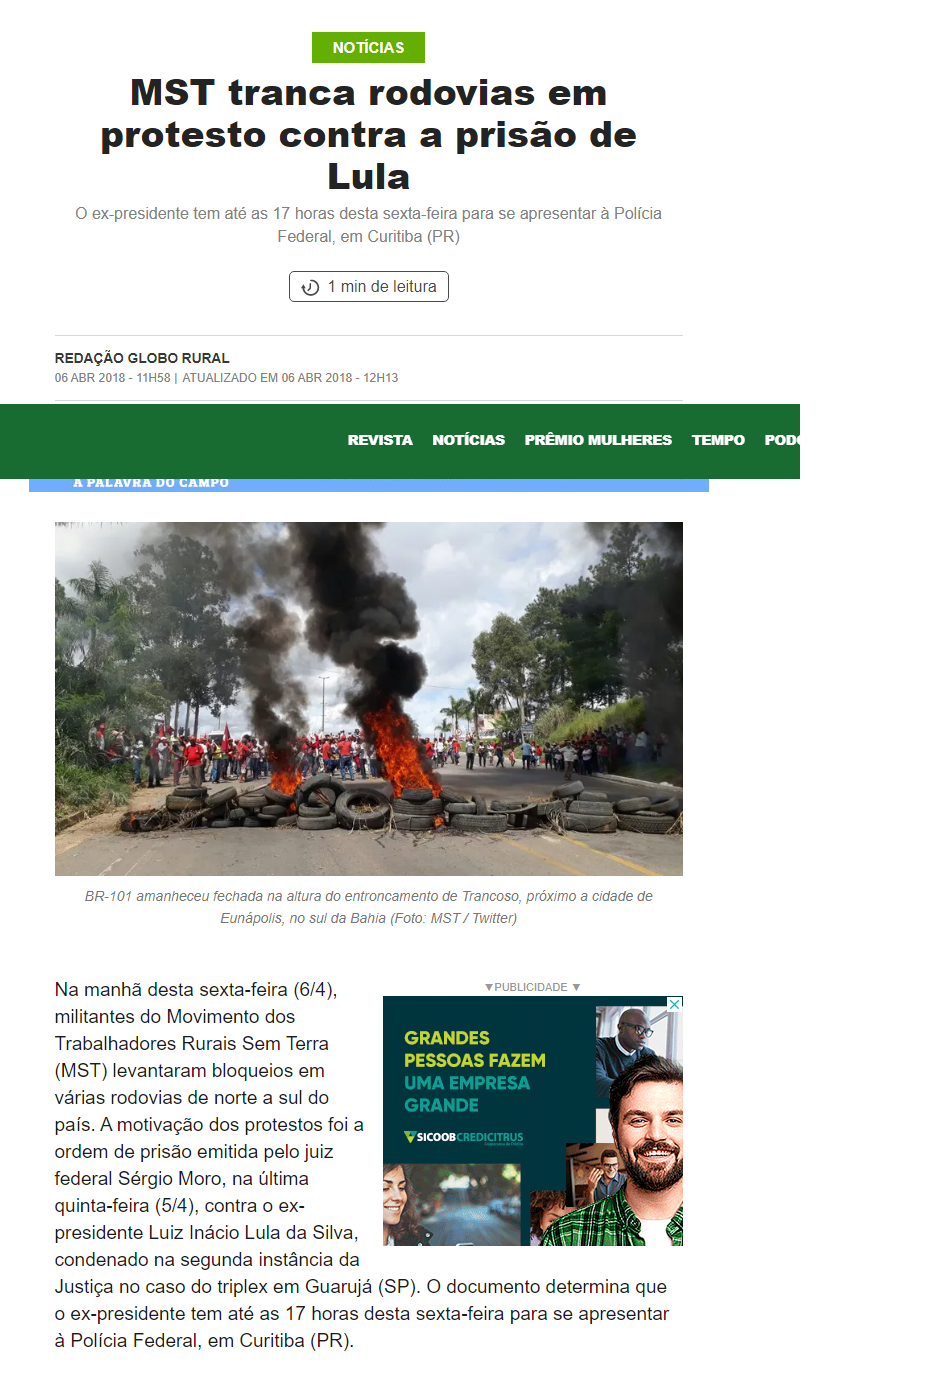 NOTÍCIAS
MST tranca rodovias em
protesto contra a prisão de
Lula
O ex-presidente tem até as 17 horas desta sexta-feira para se apresentar à Polícia
Federal, em Curitiba (PR)
1 min de leitura
REDAÇÃO GLOBO RURAL
06 ABR 2018 - 11H58 | ATUALIZADO EM 06 ABR 2018 - 12H13
REVISTA NOTÍCIAS PRÊMIO MULHERES TEMPO
A PALAVRA DO CAMPO
BR-101 amanheceu fechada na altura do entroncamento de Trancoso, próximo a cidade de
Eunápolis, no sul da Bahia (Foto: MST / Twitter)
Na manhã desta sexta-feira (6/4),
militantes do Movimento dos
Trabalhadores Rurais Sem Terra
(MST) levantaram bloqueios em
várias rodovias de norte a sul do
país. A motivação dos protestos foi a
ordem de prisão emitida pelo juiz
federal Sérgio Moro, na última
quinta-feira (5/4), contra o ex-
presidente Luiz Inácio Lula da Silva,
condenado na segunda instância da
Justiça no caso do triplex em Guarujá (SP). O documento determina que
o ex-presidente tem até as 17 horas desta sexta-feira para se apresentar
à Polícia Federal, em Curitiba (PR).
▼PUBLICIDADE ▼
GRANDES
PESSOAS FAZEM
UMA EMPRESA
GRANDE
SICOOBCREDICITRUS